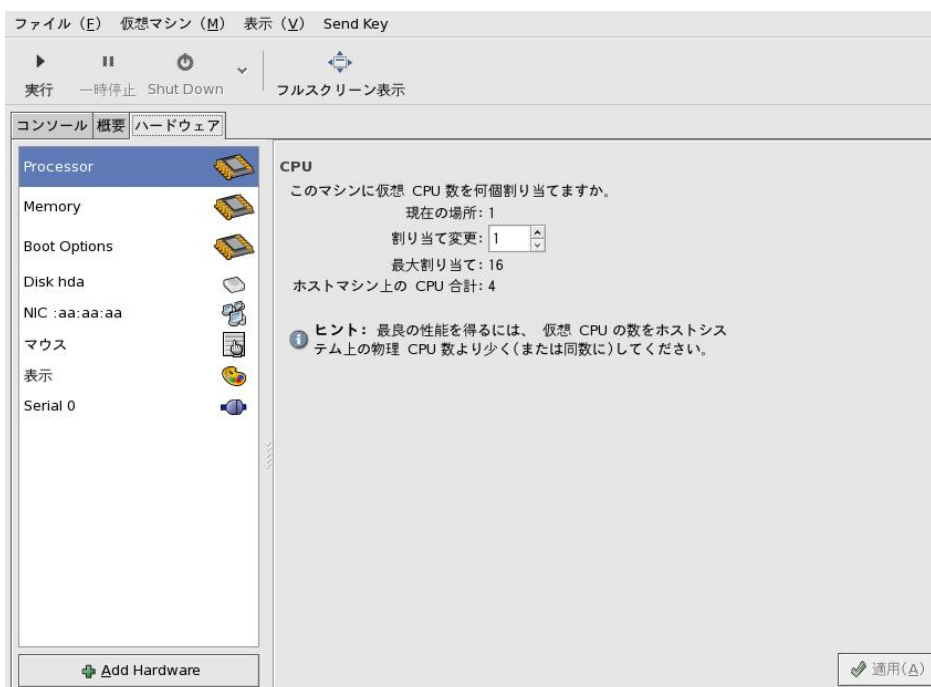 ファイル (F) 仮想マシン (M) 表示 (V) Send Key
実行 一時停止 Shut Down フルスクリーン表示
コンソール 概要 ハードウェア
Processor
Memory
Boot Options
Disk hda
NIC :aa:aa:aa
マウス
表示
Serial 0
Add Hardware
CPU
このマシンに仮想 CPU 数を何個割り当てますか。
現在の場所: 1
割り当て変更: 1
最大割り当て: 16
ホストマシン上の CPU 合計: 4
ヒント: 最良の性能を得るには、 仮想 CPU の数をホストシス
テム上の物理 CPU 数より少く(または同数に)してください。
適用(A)